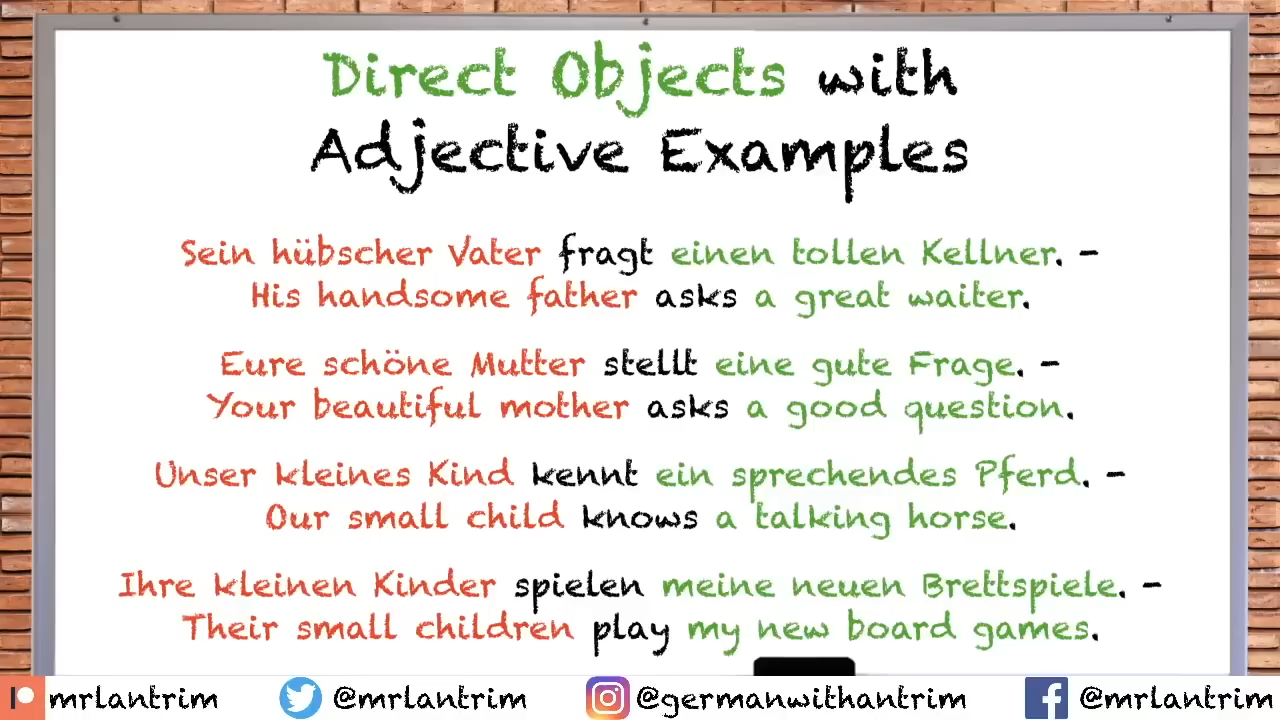 Direct Objects with
Adjective Examples
Sein hübscher Vater fragt einen tollen Kellner. -
His handsome father asks a great waiter.
Eure schöne Mutter stellt eine gute Frage. -
Your beautiful mother asks a good question.
Unser kleines Kind kennt ein sprechendes Pferd. -
Our small child knows a talking horse.
Ihre kleinen Kinder spielen meine neuen Brettspiele. -
Their small children play my new board games.
mrlantrim @mrlantrim @germanwithantrim @mrlantrim